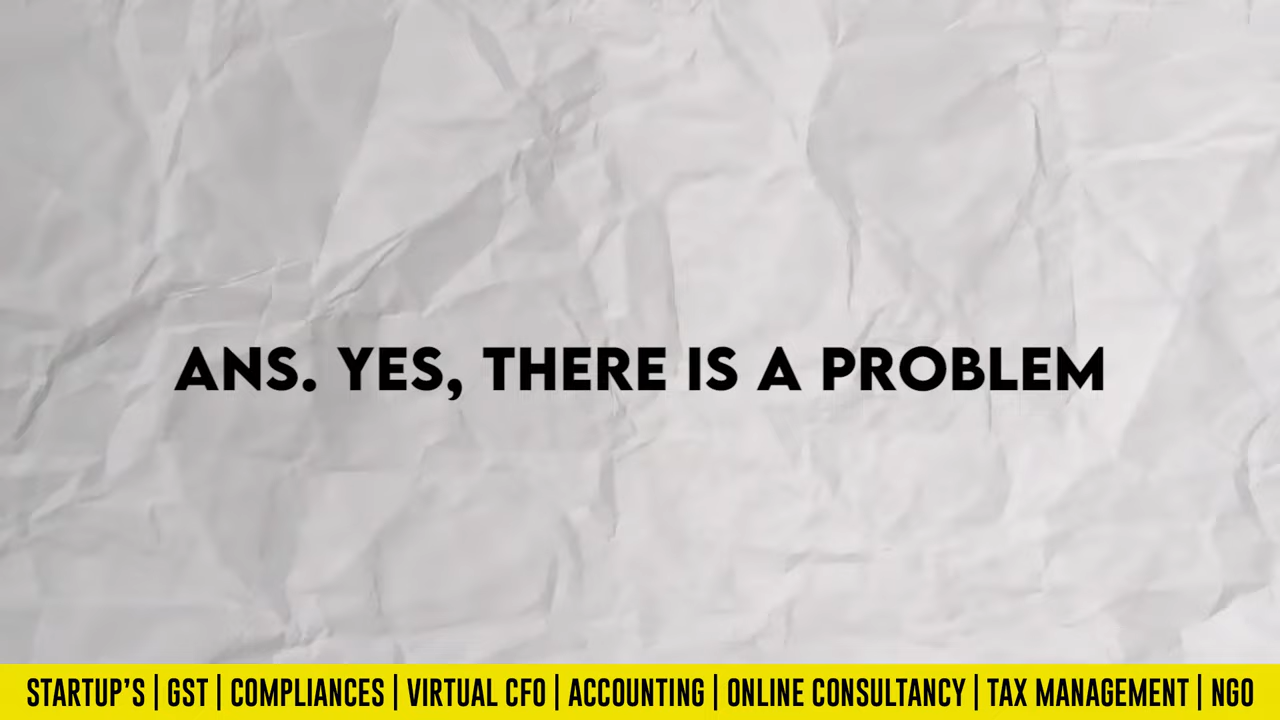 ANS. YES, THERE IS A PROBLEM
STARTUP'S | GST | COMPLIANCES | VIRTUAL CFO | ACCOUNTING | ONLINE CONSULTANCY | TAX MANAGEMENT | NGO